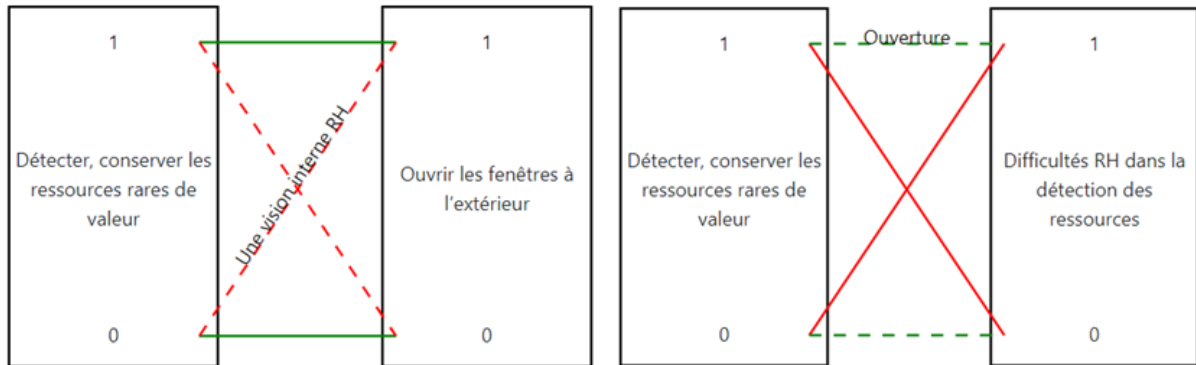 1
1
Détecter, conserver les
ressources rares de
valeur
Une vision interne RH
Ouvrir les fenêtres à
l’extérieur
0
0
1
Ouverture
1
Détecter, conserver les
ressources rares de
valeur
Difficultés RH dans la
détection des
ressources
0
0